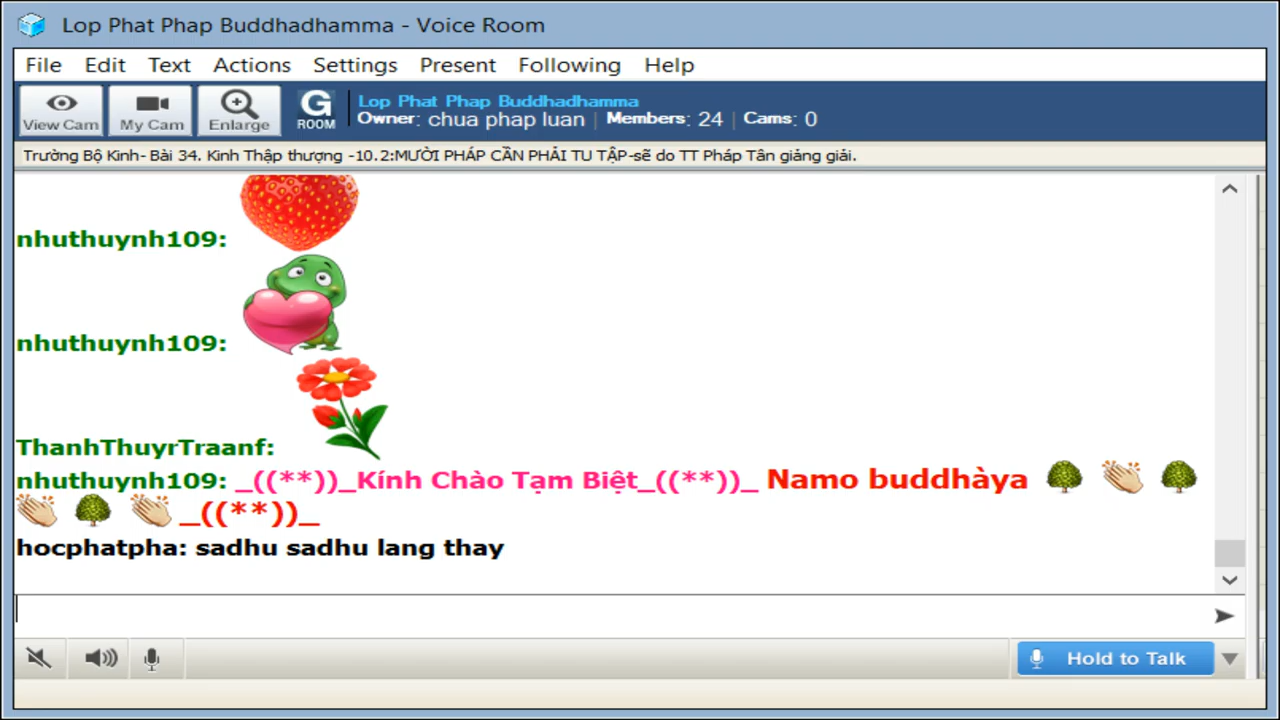 Lop Phat Phap Buddhadhamma - Voice Room
File Edit Text Actions Settings Present Following Help
View Cam My Cam Enlarge G ROOM
Lop Phat Phap Buddhadhamma
Owner: chua phap luan | Members: 24 | Cams: 0
Trường Bộ Kinh- Bài 34. Kinh Thập thượng -10.2:MƯỜI PHÁP CẦN PHẢI TU TẬP-sẽ do TT Pháp Tân giảng giải.
nhuthuynh109:
nhuthuynh109:
ThanhThuyrTraanf:
nhuthuynh109: _((**))_Kính Chào Tạm Biệt_((**))_ Namo buddhàya
_((**))_
hocphatpha: sadhu sadhu lang thay
Hold to Talk